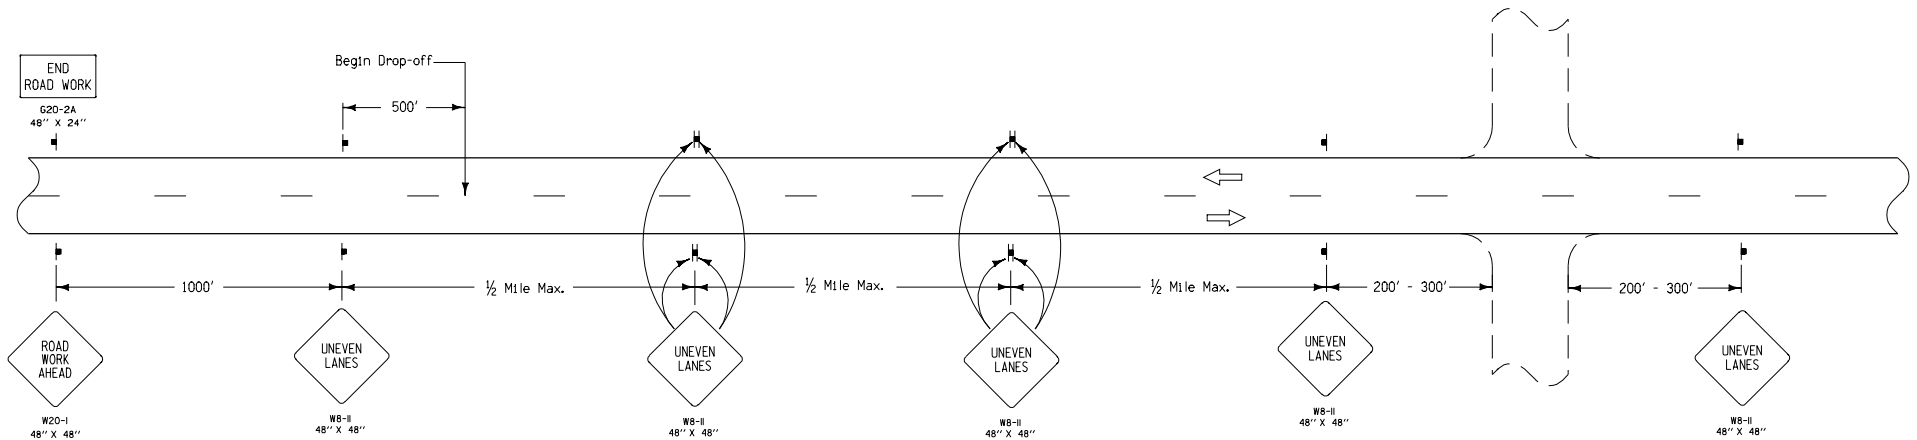 END
ROAD WORK
G20-2A
48'' X 24''
Begin Drop-off
500'
1000'
½ Mile Max.
½ Mile Max.
½ Mile Max.
200' - 300'
200' - 300'
ROAD
WORK
AHEAD
W20-1
48'' X 48''
UNEVEN
LANES
W8-11
48'' X 48''
UNEVEN
LANES
W8-11
48'' X 48''
UNEVEN
LANES
W8-11
48'' X 48''
UNEVEN
LANES
W8-11
48'' X 48''
UNEVEN
LANES
W8-11
48'' X 48''